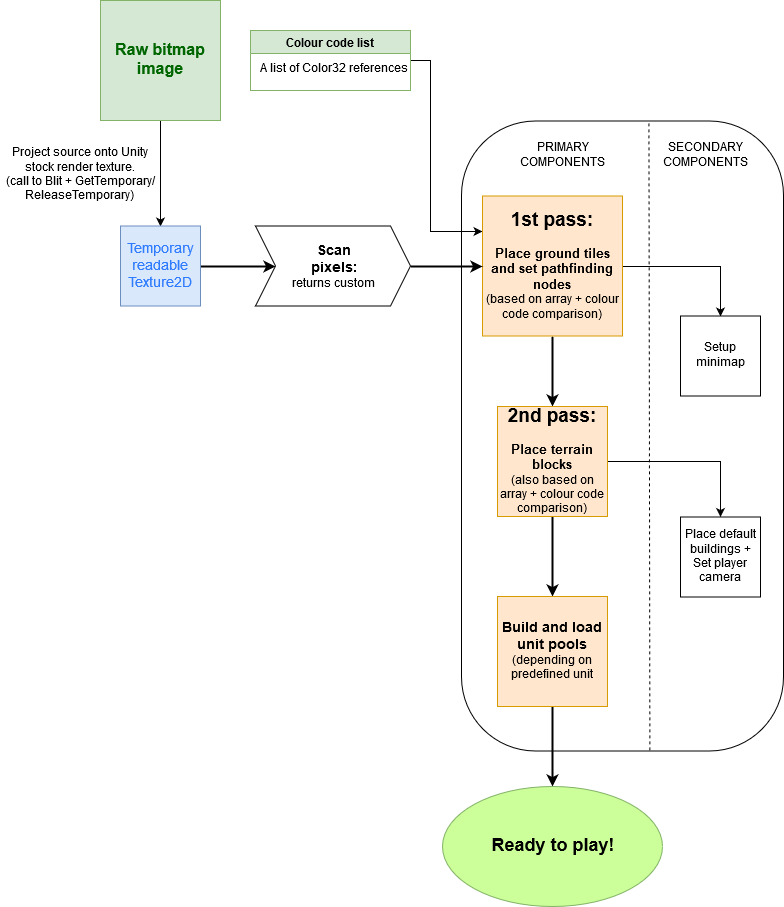 Raw bitmap
image
Colour code list
A list of Color32 references
Project source onto Unity
stock render texture.
(call to Blit + GetTemporary/
ReleaseTemporary)
Temporary
readable
Texture2D
Scan
pixels:
returns custom
PRIMARY
COMPONENTS
SECONDARY
COMPONENTS
1st pass:
Place ground tiles
and set pathfinding
nodes
(based on array + colour
code comparison)
Setup
minimap
2nd pass:
Place terrain
blocks
(also based on
array + colour code
comparison)
Place default
buildings +
Set player
camera
Build and load
unit pools
(depending on
predefined unit
Ready to play!